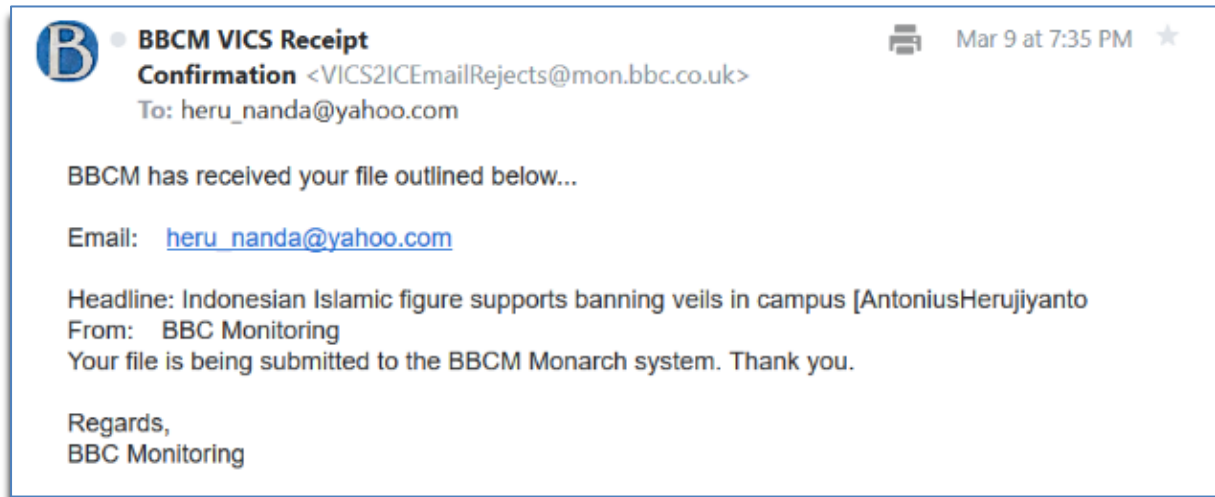 B
BBCM VICS Receipt Mar 9 at 7:35 PM
Confirmation <VICS2ICEmailRejects@mon.bbc.co.uk>
To: heru_nanda@yahoo.com
BBCM has received your file outlined below...
Email: heru_nanda@yahoo.com
Headline: Indonesian Islamic figure supports banning veils in campus [AntoniusHerujiyanto
From: BBC Monitoring
Your file is being submitted to the BBCM Monarch system. Thank you.
Regards,
BBC Monitoring